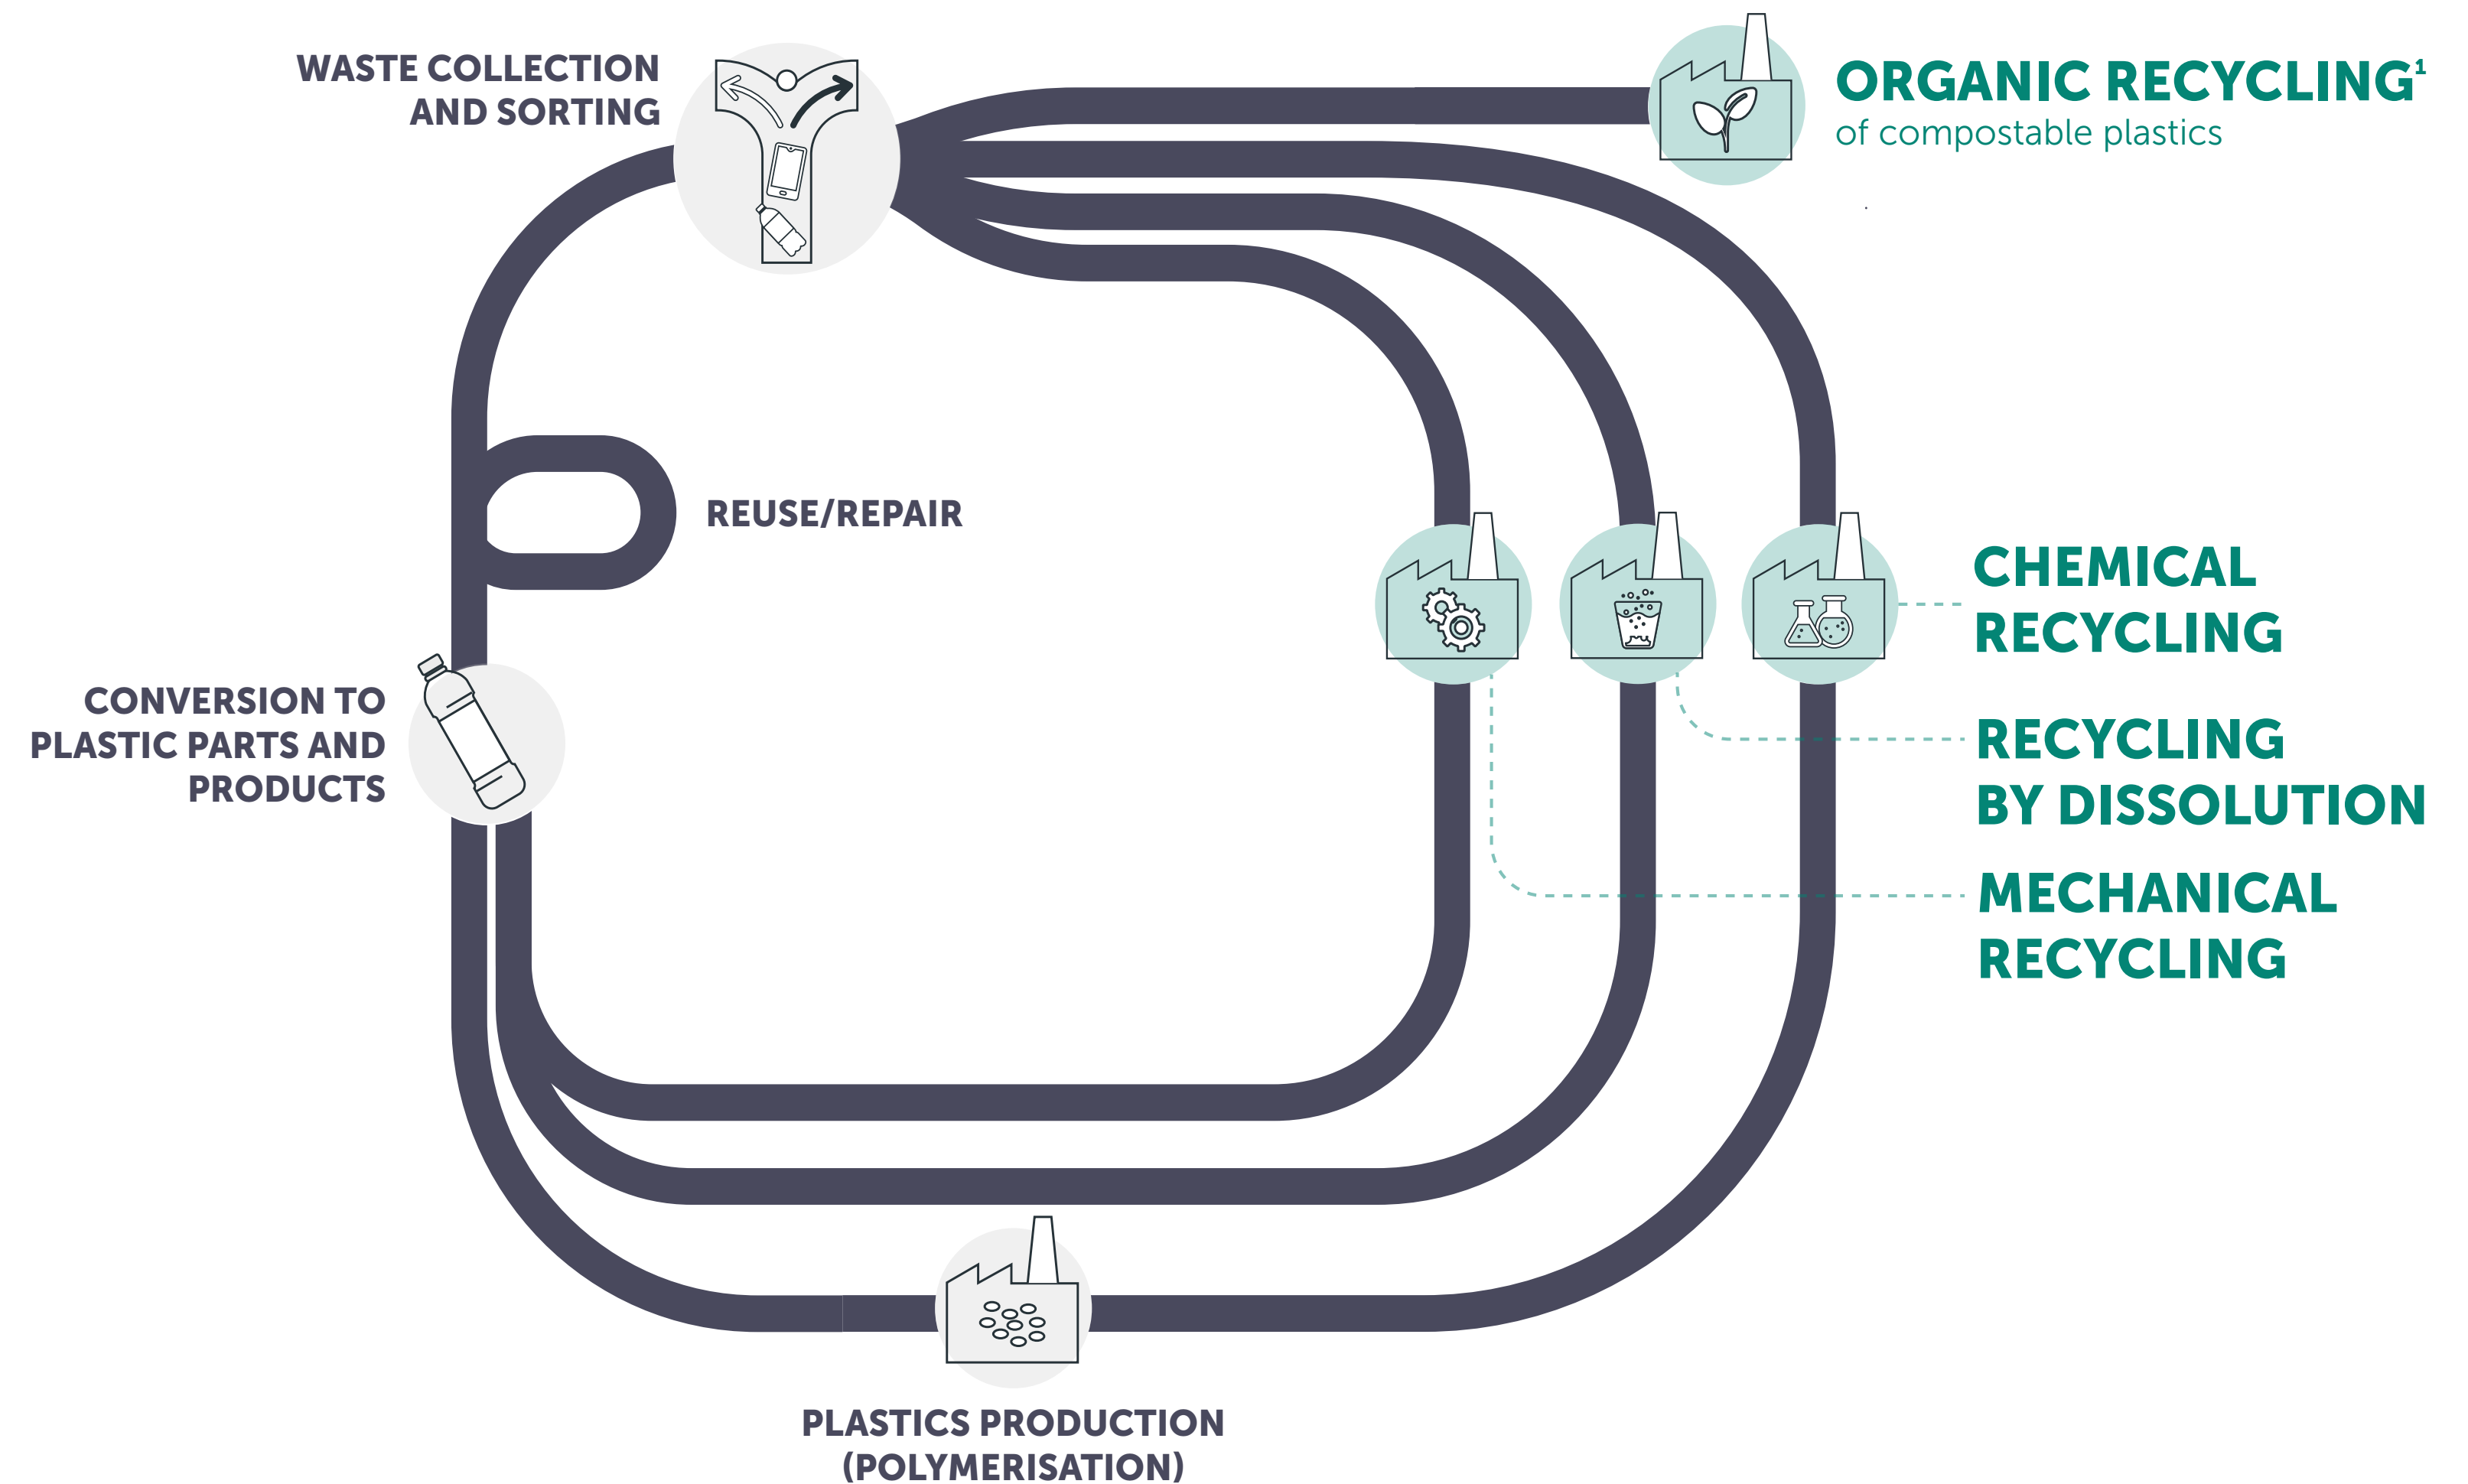 WASTE COLLECTION
AND SORTING
ORGANIC RECYCLING¹
of compostable plastics
REUSE/REPAIR
CHEMICAL
RECYCLING
CONVERSION TO
PLASTIC PARTS AND
PRODUCTS
RECYCLING
BY DISSOLUTION
MECHANICAL
RECYCLING
PLASTICS PRODUCTION
(POLYMERISATION)